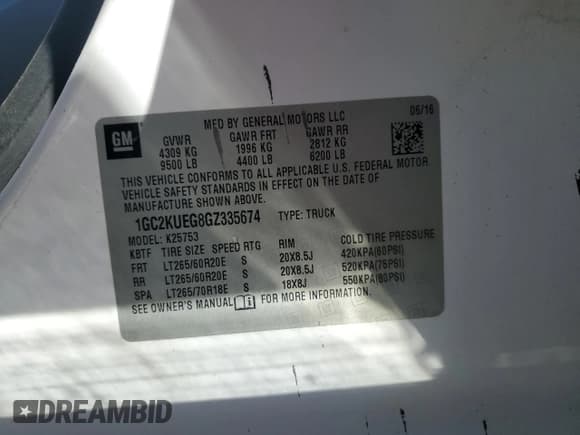 MFD BY GENERAL MOTORS LLC 06/16
GM
GVWR GAWR FRT GAWR RR
4309 KG 1996 KG 2812 KG
9500 LB 4400 LB 6200 LB
THIS VEHICLE CONFORMS TO ALL APPLICABLE U.S. FEDERAL MOTOR
VEHICLE SAFETY STANDARDS IN EFFECT ON THE DATE OF
MANUFACTURE SHOWN ABOVE.
1GC2KUEG8GZ335674 TYPE: TRUCK
MODEL: K25753
KBTF TIRE SIZE SPEED RTG RIM COLD TIRE PRESSURE
FRT LT265/60R20E S 20X8.5J 420KPA(60PSI)
RR LT265/60R20E S 20X8.5J 520KPA(75PSI)
SPA LT265/70R18E S 18X8J 550KPA(80PSI)
SEE OWNER'S MANUAL FOR MORE INFORMATION
DREAMBID